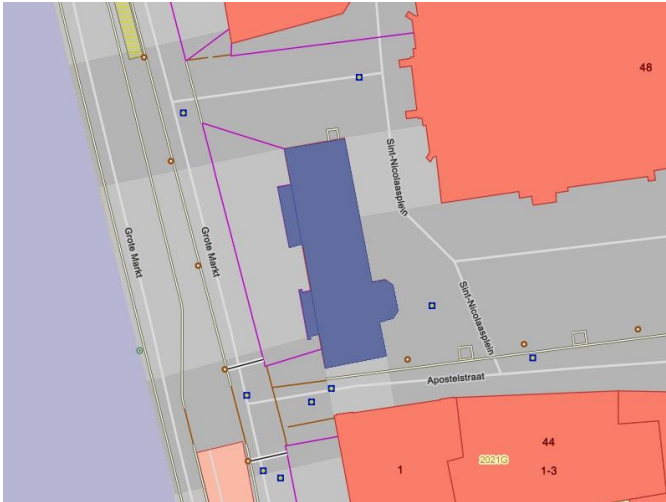 48
Sint-Nicolaasplein
Grote Markt
Grote Markt
Sint-Nicolaasplein
Apostelstraat
44
2021G
1
1-3